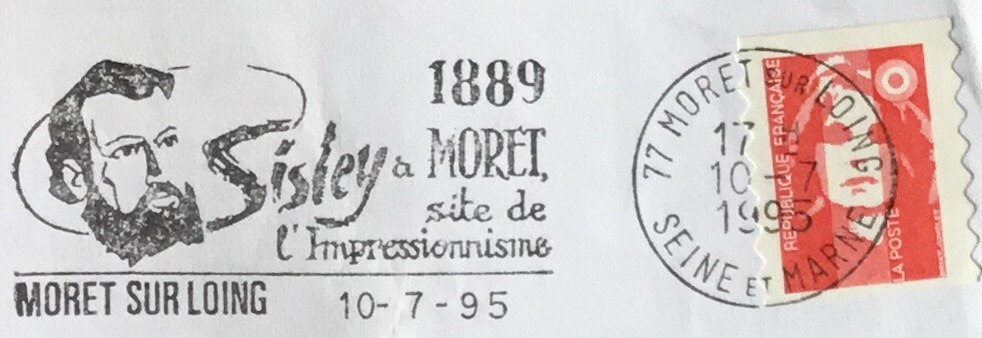 1889
Sisley à MORET,
site de
l'Impressionnisme
MORET SUR LOING 10-7-95
77 MORET SUR LOING
17 H
10-7
1995
SEINE ET MARNE
REPUBLIQUE FRANÇAISE
LA POSTE